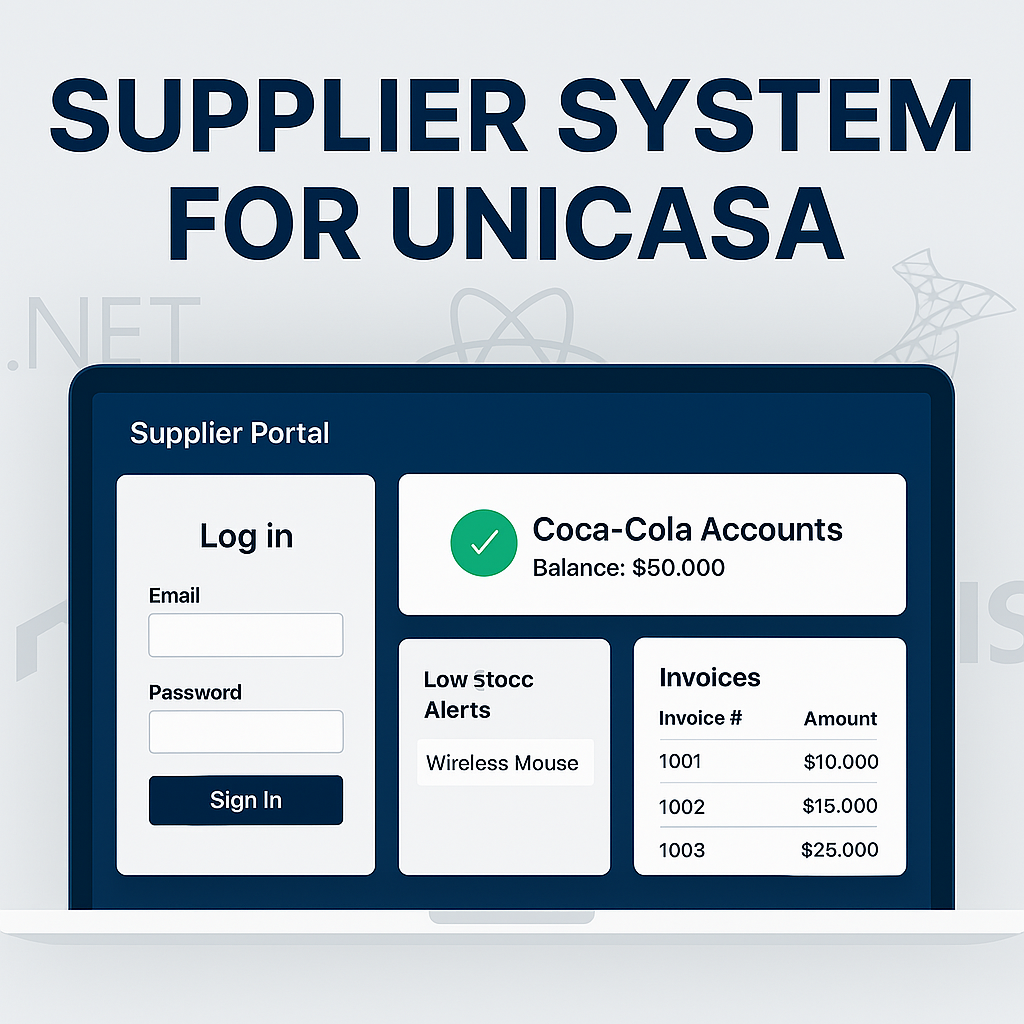 SUPPLIER SYSTEM
FOR UNICASA
.NET
Supplier Portal
Log in
Email
Password
Sign In
Coca-Cola Accounts
Balance: $50.000
Low stocc
Alerts
Wireless Mouse
Invoices
Invoice # Amount
1001 $10.000
1002 $15.000
1003 $25.000
IS